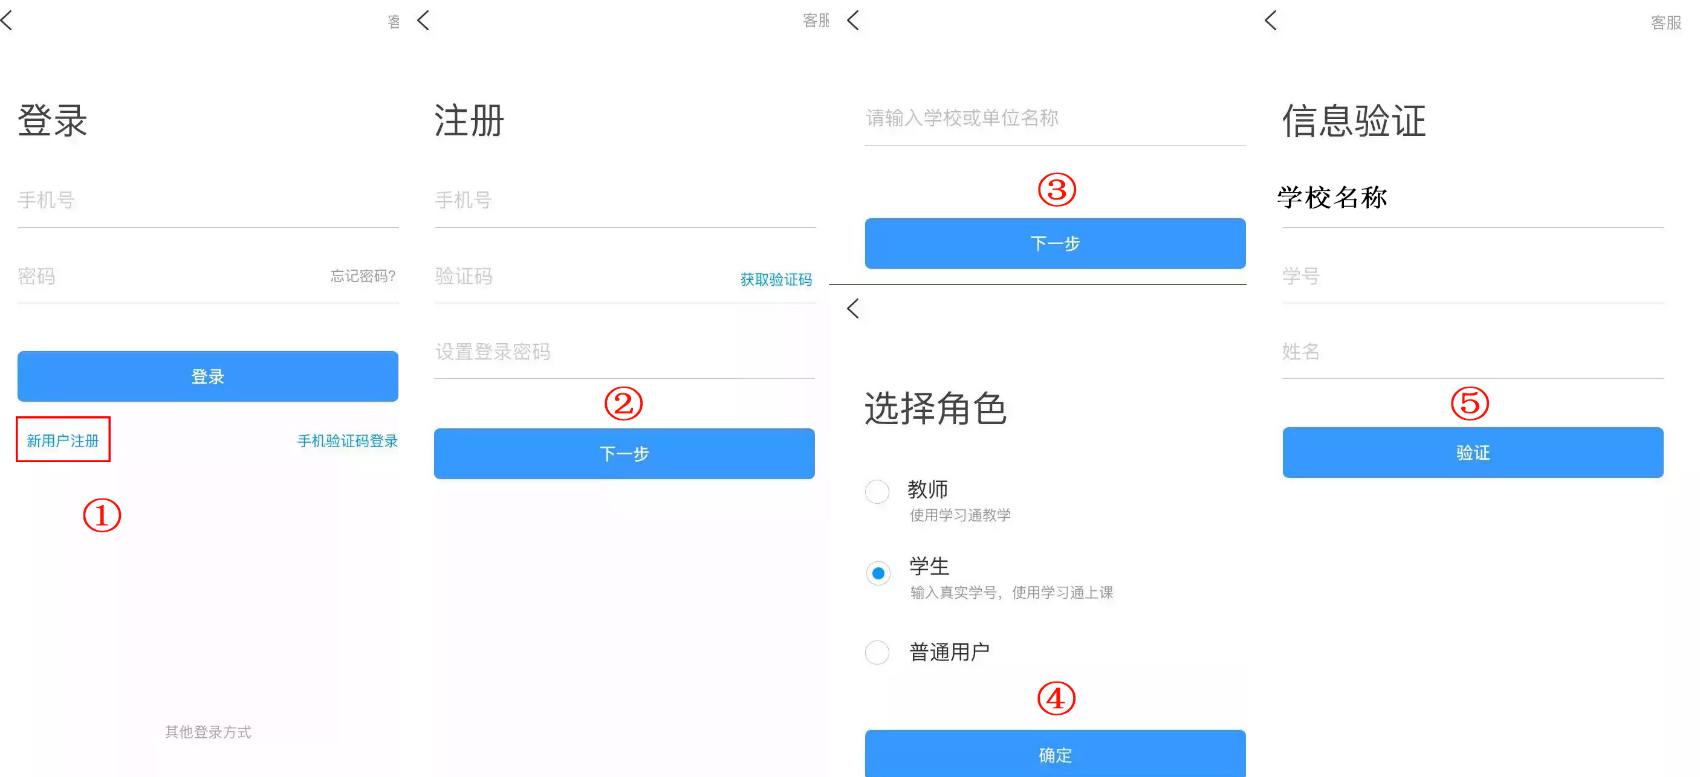 客
登录
手机号
密码
忘记密码?
登录
新用户注册
手机验证码登录
①
其他登录方式
客服
注册
手机号
验证码
获取验证码
设置登录密码
②
下一步
请输入学校或单位名称
③
下一步
选择角色
教师
使用学习通教学
学生
输入真实学号，使用学习通上课
普通用户
④
确定
客服
信息验证
学校名称
学号
姓名
⑤
验证